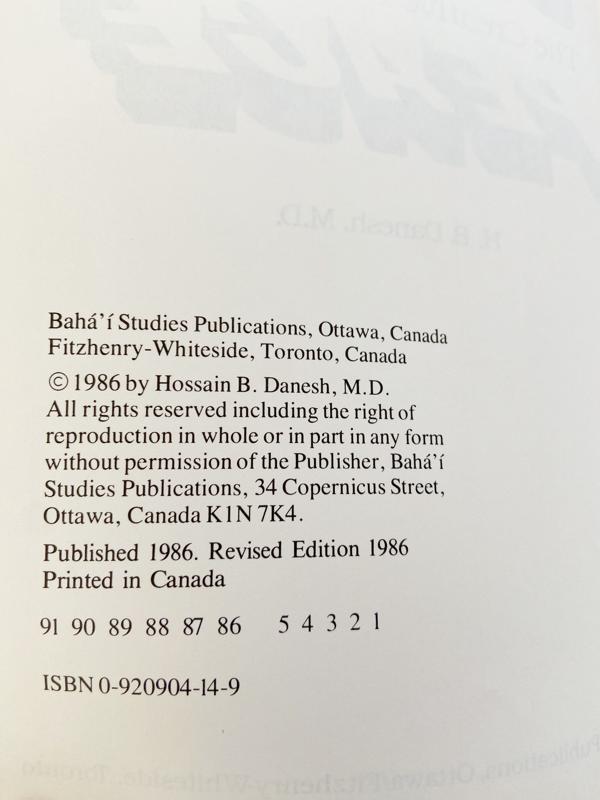 Bahá'í Studies Publications, Ottawa, Canada
Fitzhenry-Whiteside, Toronto, Canada
© 1986 by Hossain B. Danesh, M.D.
All rights reserved including the right of
reproduction in whole or in part in any form
without permission of the Publisher, Bahá'í
Studies Publications, 34 Copernicus Street,
Ottawa, Canada K1N 7K4.
Published 1986. Revised Edition 1986
Printed in Canada
91 90 89 88 87 86 5 4 3 2 1
ISBN 0-920904-14-9